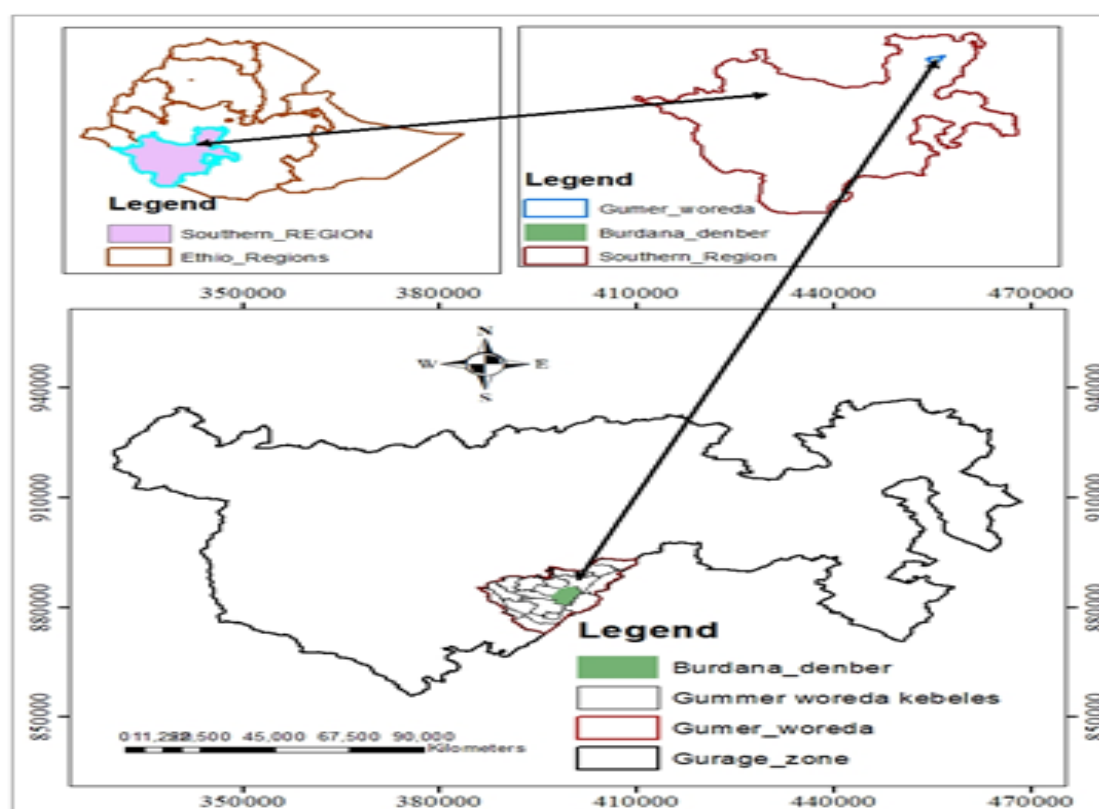 Legend
Southern_REGION
Ethio_Regions
Legend
Gumer_woreda
Burdana_denber
Southern_Region
350000 380000 410000 440000 470000
N
W E
S
940000 940000
910000 910000
880000 880000
850000 850000
Legend
Burdana_denber
Gummer woreda kebeles
Gumer_woreda
Gurage_zone
45,000 67,500 90,000
Kilometers
350000 380000 410000 440000 470000